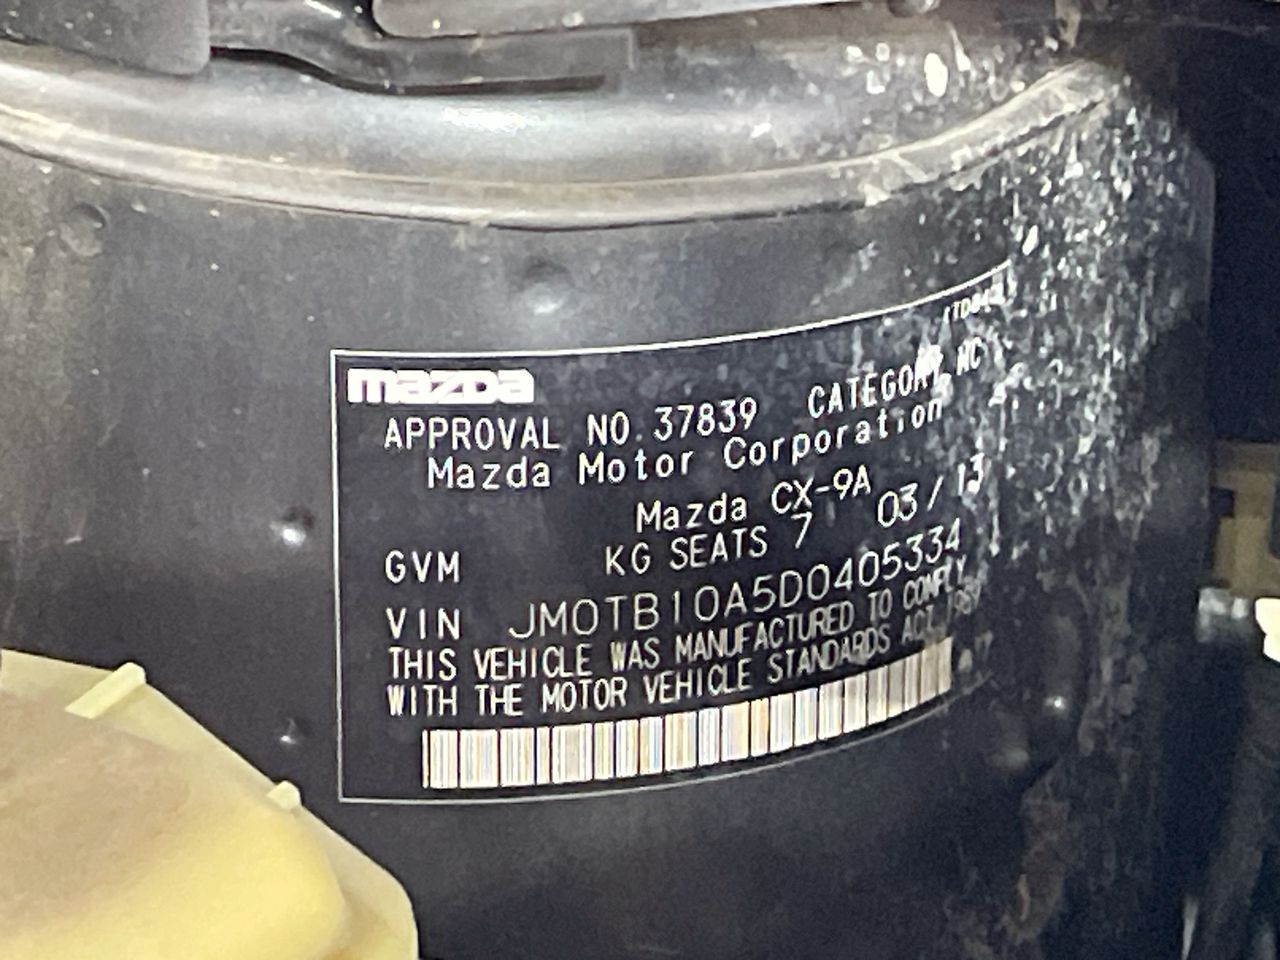 mazda
APPROVAL NO. 37839 CATEGORY MC
Mazda Motor Corporation
Mazda CX-9A
GVM KG SEATS 7 03/13
VIN JM0TB10A5D0405334
THIS VEHICLE WAS MANUFACTURED TO COMPLY
WITH THE MOTOR VEHICLE STANDARDS ACT 1989